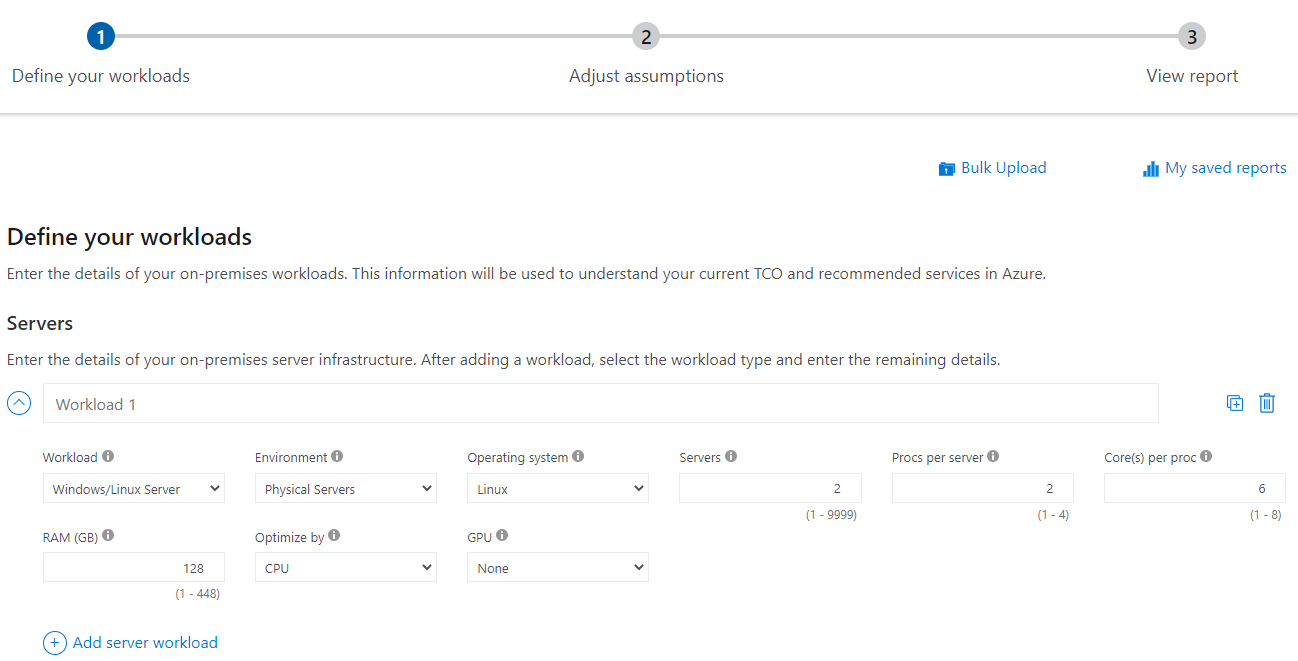 1 2 3
Define your workloads Adjust assumptions View report
Bulk Upload My saved reports
Define your workloads
Enter the details of your on-premises workloads. This information will be used to understand your current TCO and recommended services in Azure.
Servers
Enter the details of your on-premises server infrastructure. After adding a workload, select the workload type and enter the remaining details.
Workload 1
Workload Environment Operating system Servers Procs per server Core(s) per proc
Windows/Linux Server Physical Servers Linux 2 2 6
(1 - 9999) (1 - 4) (1 - 8)
RAM (GB) Optimize by GPU
128 CPU None
(1 - 448)
Add server workload